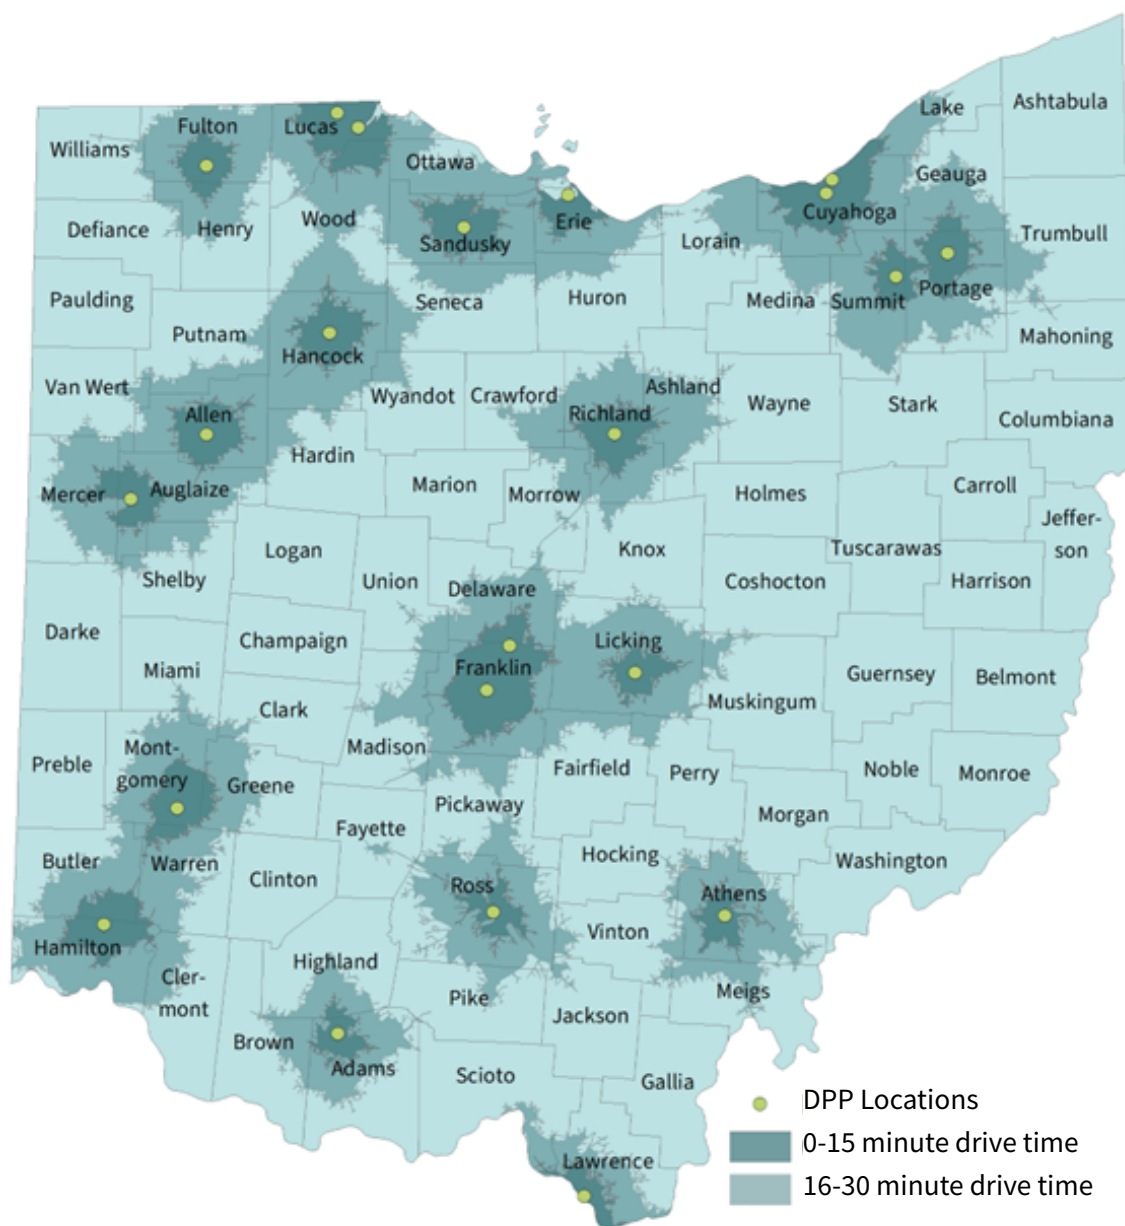 Lake
Ashtabula
Fulton
Lucas
Williams
Ottawa
Geauga
Cuyahoga
Wood
Erie
Defiance
Henry
Sandusky
Lorain
Trumbull
Paulding
Seneca
Huron
Medina
Summit
Portage
Putnam
Mahoning
Hancock
Van Wert
Wyandot
Crawford
Ashland
Wayne
Stark
Allen
Richland
Columbiana
Hardin
Mercer
Auglaize
Marion
Morrow
Holmes
Carroll
Jeffer-
son
Logan
Knox
Tuscarawas
Shelby
Union
Delaware
Coshocton
Harrison
Darke
Champaign
Licking
Miami
Franklin
Guernsey
Belmont
Clark
Muskingum
Mont-
gomery
Madison
Preble
Greene
Fairfield
Perry
Noble
Monroe
Pickaway
Morgan
Fayette
Butler
Warren
Hocking
Washington
Clinton
Ross
Athens
Hamilton
Vinton
Highland
Cler-
mont
Pike
Meigs
Jackson
Brown
Adams
Scioto
Gallia
Lawrence
DPP Locations
0-15 minute drive time
16-30 minute drive time